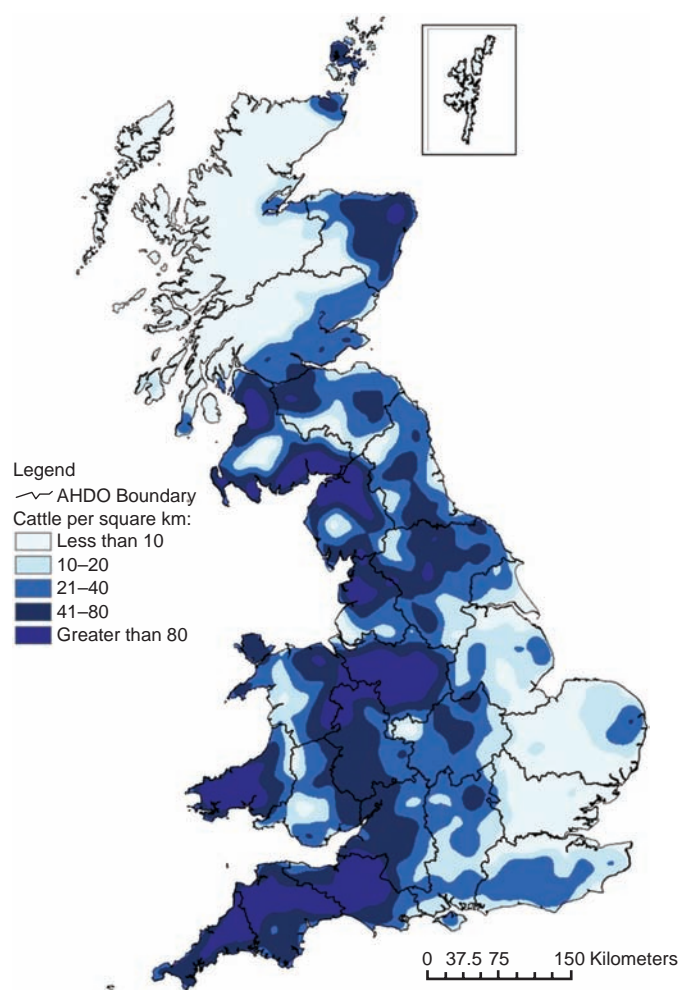 Legend
AHDO Boundary
Cattle per square km:
Less than 10
10–20
21–40
41–80
Greater than 80
0 37.5 75 150 Kilometers